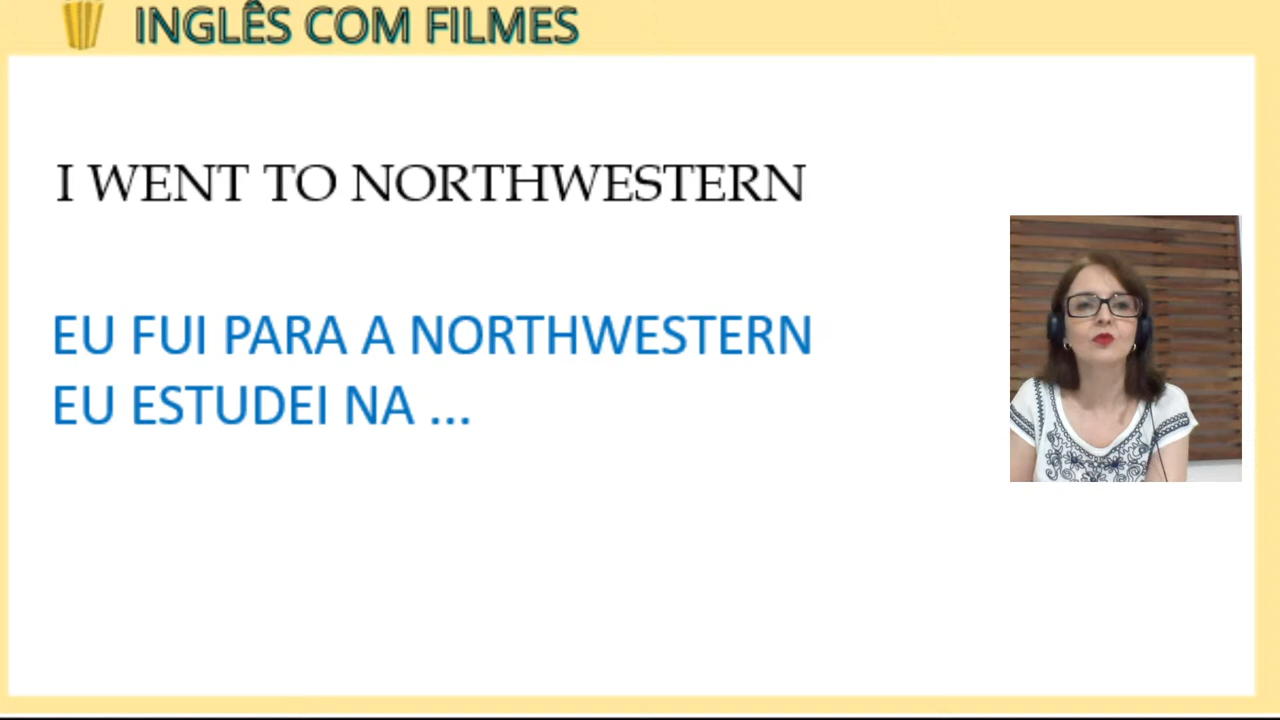 INGLÊS COM FILMES
I WENT TO NORTHWESTERN
EU FUI PARA A NORTHWESTERN
EU ESTUDEI NA ...